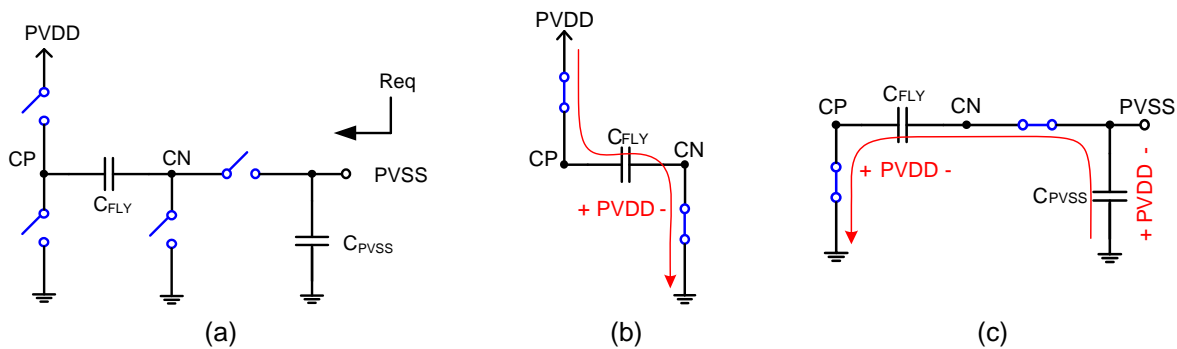 PVDD
Req
CP
CN
CFLY
PVSS
CPVSS
(a)
PVDD
CFLY
CP
CN
+ PVDD -
(b)
CFLY
CP
CN
PVSS
+ PVDD -
CPVSS
+ PVDD -
(c)